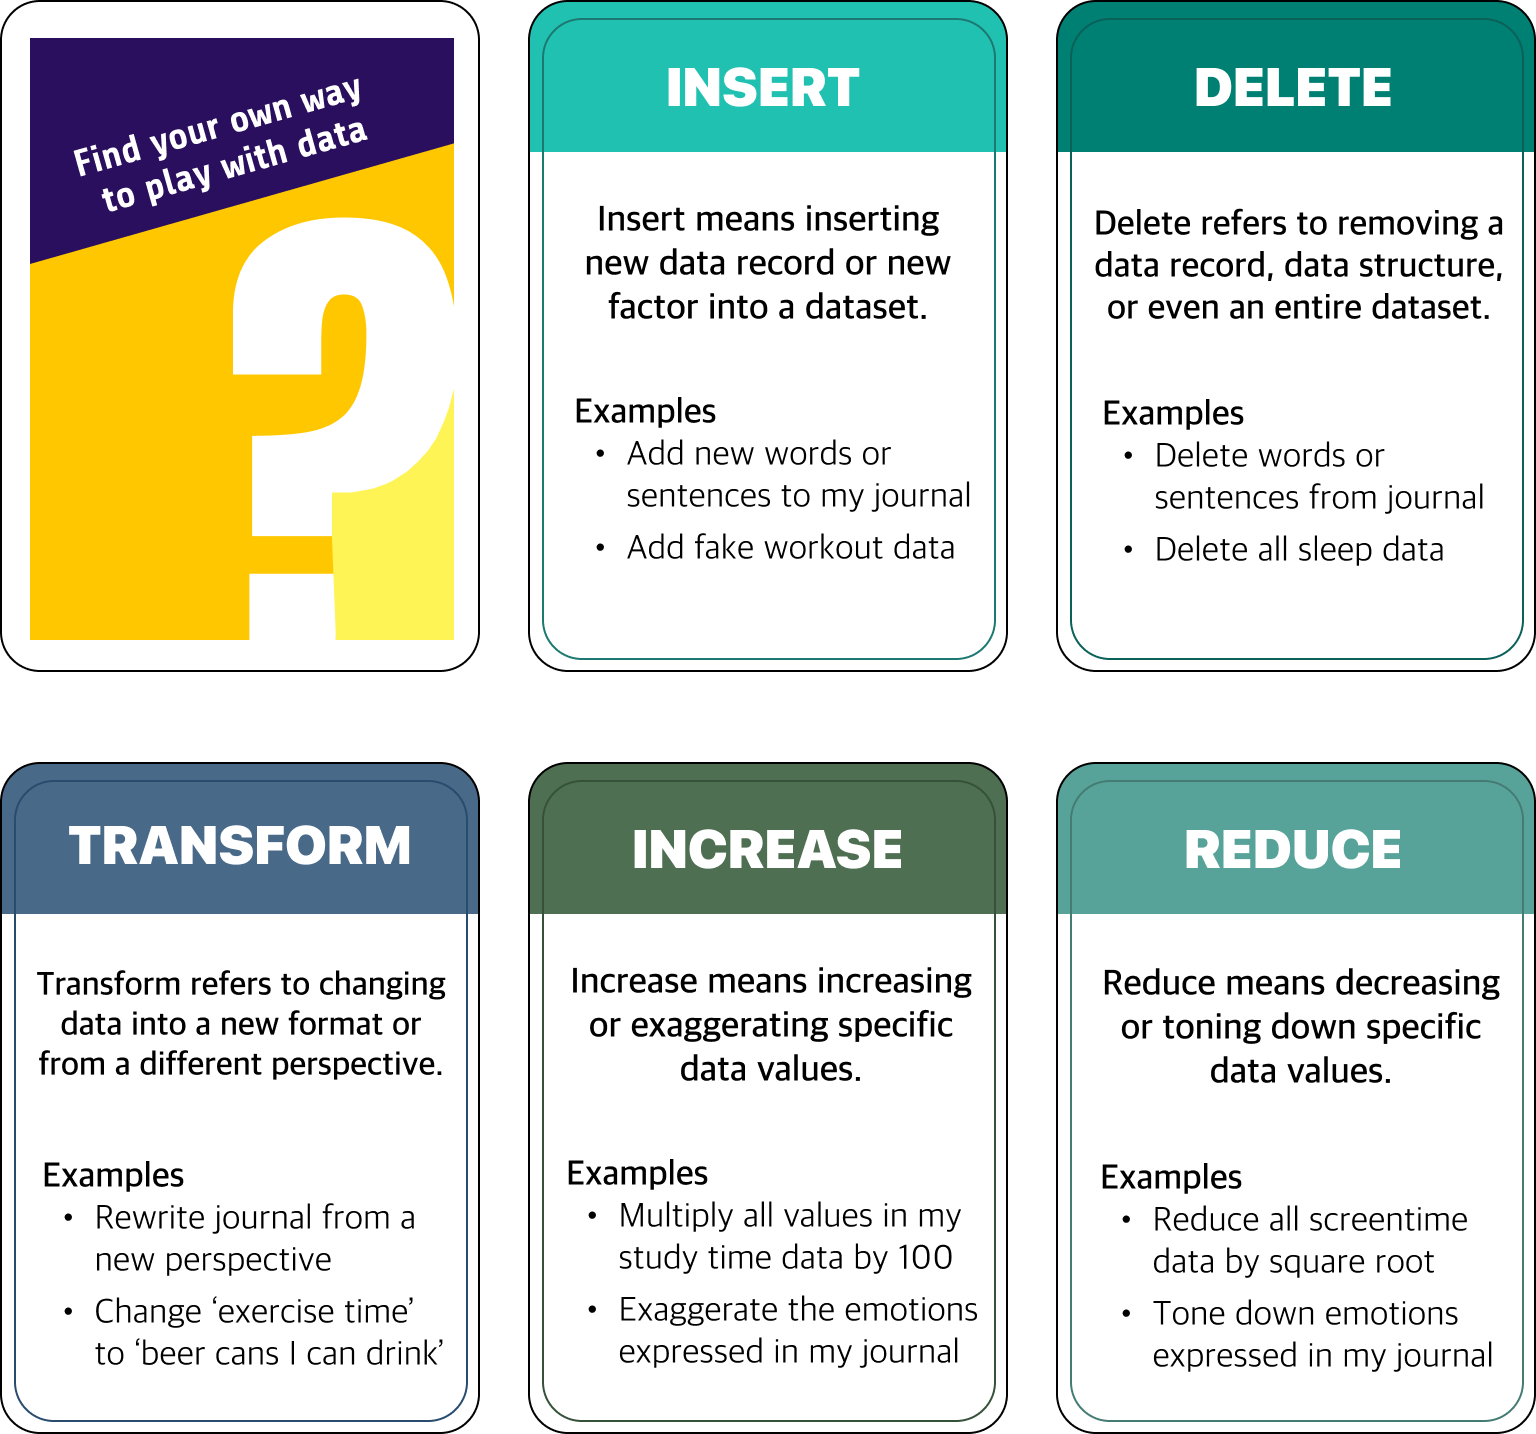 Find your own way
to play with data
?
INSERT
Insert means inserting
new data record or new
factor into a dataset.
Examples
• Add new words or
sentences to my journal
• Add fake workout data
DELETE
Delete refers to removing a
data record, data structure,
or even an entire dataset.
Examples
• Delete words or
sentences from journal
• Delete all sleep data
TRANSFORM
Transform refers to changing
data into a new format or
from a different perspective.
Examples
• Rewrite journal from a
new perspective
• Change ‘exercise time’
to ‘beer cans I can drink’
INCREASE
Increase means increasing
or exaggerating specific
data values.
Examples
• Multiply all values in my
study time data by 100
• Exaggerate the emotions
expressed in my journal
REDUCE
Reduce means decreasing
or toning down specific
data values.
Examples
• Reduce all screentime
data by square root
• Tone down emotions
expressed in my journal